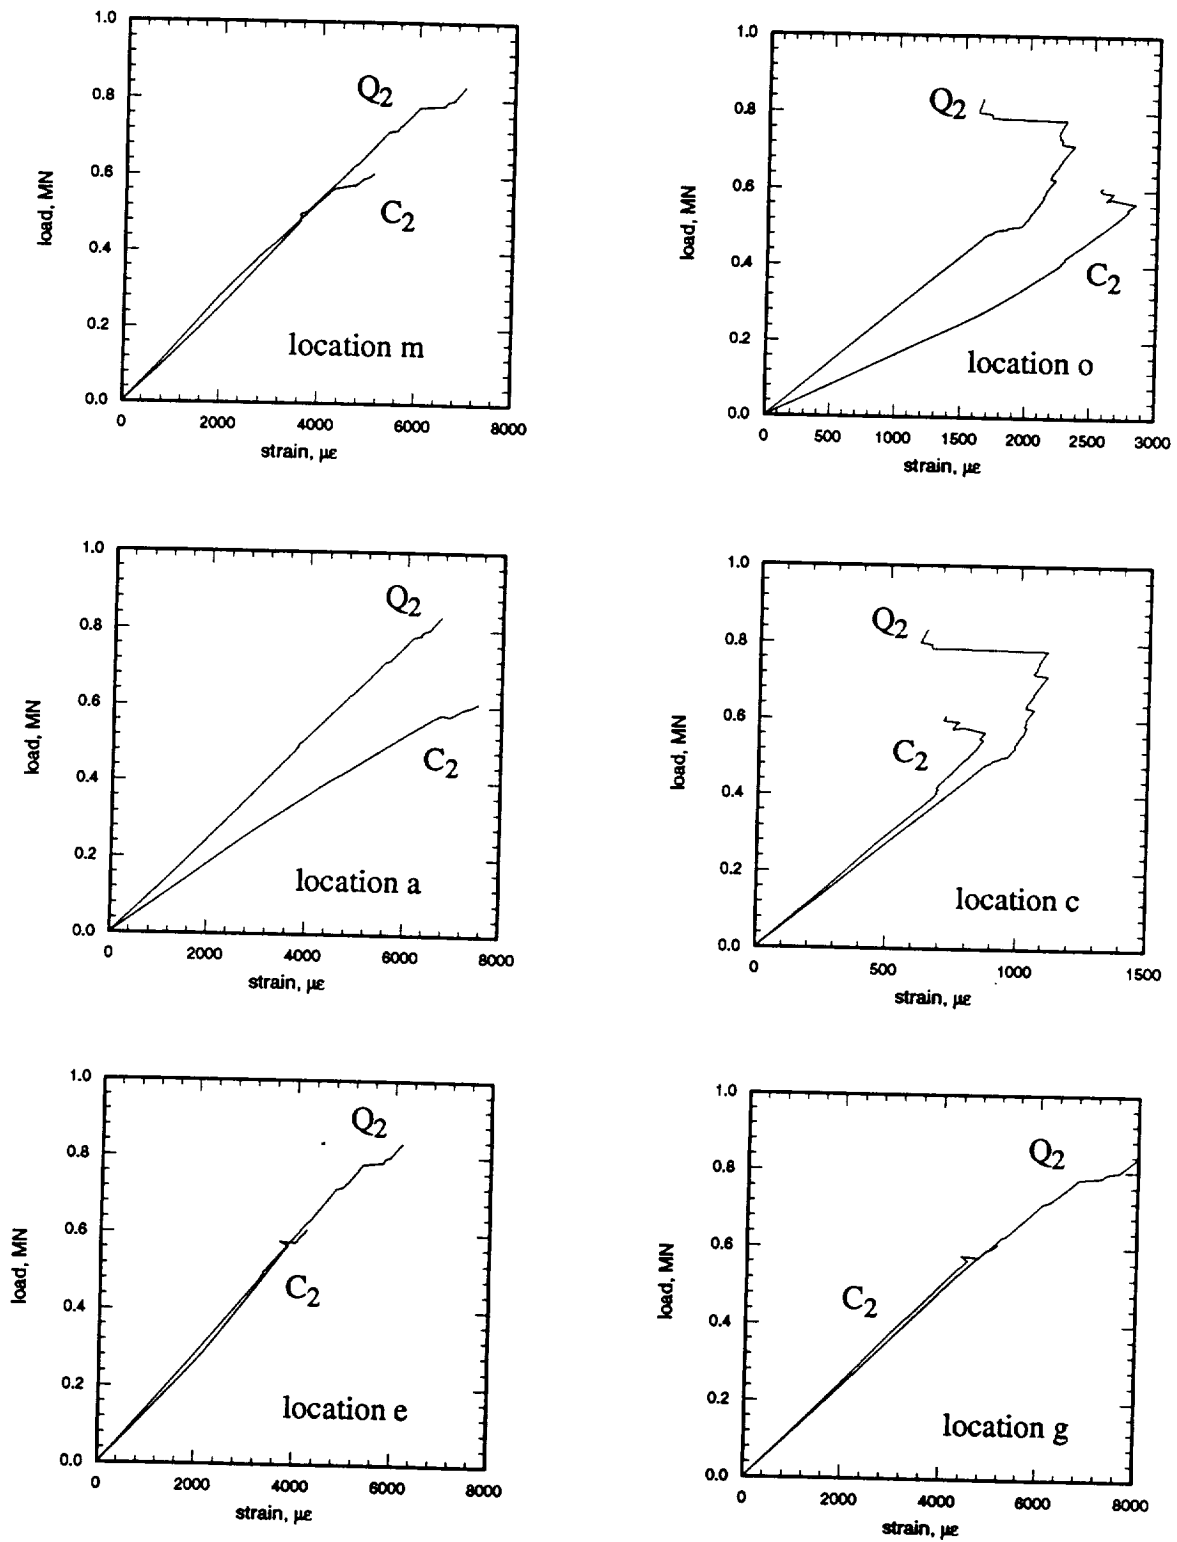 1.0
0.8
0.6
0.4
0.2
0.0
load, MN
Q2
C2
location m
0 2000 4000 6000 8000
strain, με
1.0
0.8
0.6
0.4
0.2
0.0
load, MN
Q2
C2
location o
0 500 1000 1500 2000 2500 3000
strain, με
1.0
0.8
0.6
0.4
0.2
0.0
load, MN
Q2
C2
location a
0 2000 4000 6000 8000
strain, με
1.0
0.8
0.6
0.4
0.2
0.0
load, MN
Q2
C2
location c
0 500 1000 1500
strain, με
1.0
0.8
0.6
0.4
0.2
0.0
load, MN
Q2
C2
location e
0 2000 4000 6000 8000
strain, με
1.0
0.8
0.6
0.4
0.2
0.0
load, MN
Q2
C2
location g
0 2000 4000 6000 8000
strain, με